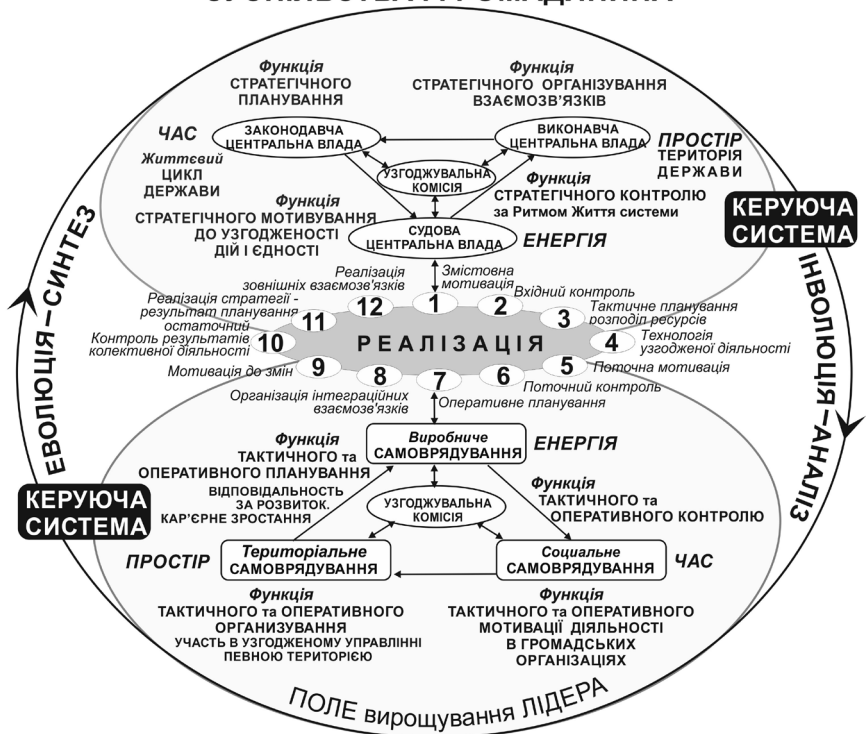 Функція
СТРАТЕГІЧНОГО
ПЛАНУВАННЯ
Функція
СТРАТЕГІЧНОГО ОРГАНІЗУВАННЯ
ВЗАЄМОЗВ'ЯЗКІВ
ЧАС
Життєвий
ЦИКЛ
ДЕРЖАВИ
ЗАКОНОДАВЧА
ЦЕНТРАЛЬНА ВЛАДА
ВИКОНАВЧА
ЦЕНТРАЛЬНА ВЛАДА
ПРОСТІР
ТЕРИТОРІЯ
ДЕРЖАВИ
УЗГОДЖУВАЛЬНА
КОМІСІЯ
Функція
СТРАТЕГІЧНОГО КОНТРОЛЮ
за Ритмом Життя системи
Функція
СТРАТЕГІЧНОГО МОТИВУВАННЯ
ДО УЗГОДЖЕНОСТІ
ДІЙ І ЄДНОСТІ
СУДОВА
ЦЕНТРАЛЬНА ВЛАДА
ЕНЕРГІЯ
КЕРУЮЧА
СИСТЕМА
ЕВОЛЮЦІЯ–СИНТЕЗ
ІНВОЛЮЦІЯ–АНАЛІЗ
1 Змістовна
мотивация
2 Вхідний контроль
3 Тактичне планування
розподіл ресурсів
4 Технологія
узгодженої діяльності
5 Поточна мотивація
6 Поточний контроль
7 Оперативне планування
8 Організація інтеграційних
взаємозв'язків
9 Мотивація до змін
10 Контроль результатів
колективної діяльності
11 Реалізація стратегії -
результат планування
остаточний
12 Реалізація
зовнішніх взаємозв'язків
РЕАЛІЗАЦІЯ
Виробниче
САМОВРЯДУВАННЯ
ЕНЕРГІЯ
Функція
ТАКТИЧНОГО та
ОПЕРАТИВНОГО ПЛАНУВАННЯ
ВІДПОВІДАЛЬНІСТЬ
ЗА РОЗВИТОК.
КАР'ЄРНЕ ЗРОСТАННЯ
УЗГОДЖУВАЛЬНА
КОМІСІЯ
Функція
ТАКТИЧНОГО та
ОПЕРАТИВНОГО КОНТРОЛЮ
КЕРУЮЧА
СИСТЕМА
ПРОСТІР
Територіальне
САМОВРЯДУВАННЯ
Социальне
САМОВРЯДУВАННЯ
ЧАС
Функція
ТАКТИЧНОГО та ОПЕРАТИВНОГО
ОРГАНИЗУВАННЯ
УЧАСТЬ В УЗГОДЖЕНОМУ УПРАВЛІННІ
ПЕВНОЮ ТЕРИТОРІЄЮ
Функція
ТАКТИЧНОГО та ОПЕРАТИВНОГО
МОТИВАЦІЇ ДІЯЛЬНОСТІ
В ГРОМАДСЬКИХ
ОРГАНІЗАЦІЯХ
ПОЛЕ вирощування ЛІДЕРА